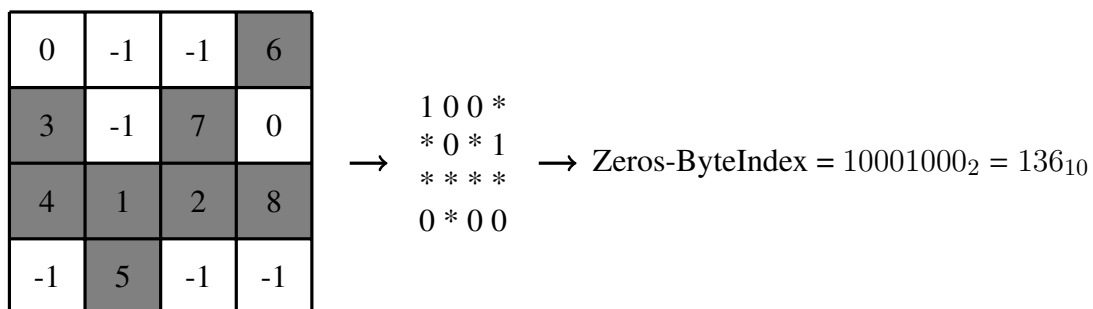 0 -1 -1 6
3 -1 7 0
4 1 2 8
-1 5 -1 -1
→
1 0 0 *
* 0 * 1
* * * *
0 * 0 0
→ Zeros-ByteIndex = 10001000₂ = 136₁₀